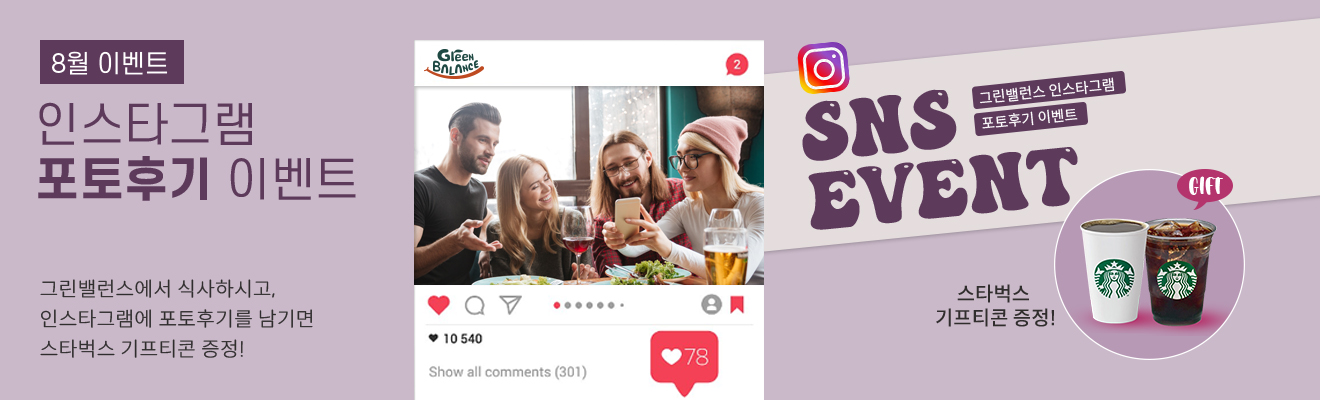 8월 이벤트
인스타그램
포토후기 이벤트
그린밸런스에서 식사하시고,
인스타그램에 포토후기를 남기면
스타벅스 기프티콘 증정!
GREEN
BALANCE
2
10 540
Show all comments (301)
78
SNS
EVENT
그린밸런스 인스타그램
포토후기 이벤트
GIFT
스타벅스
기프티콘 증정!